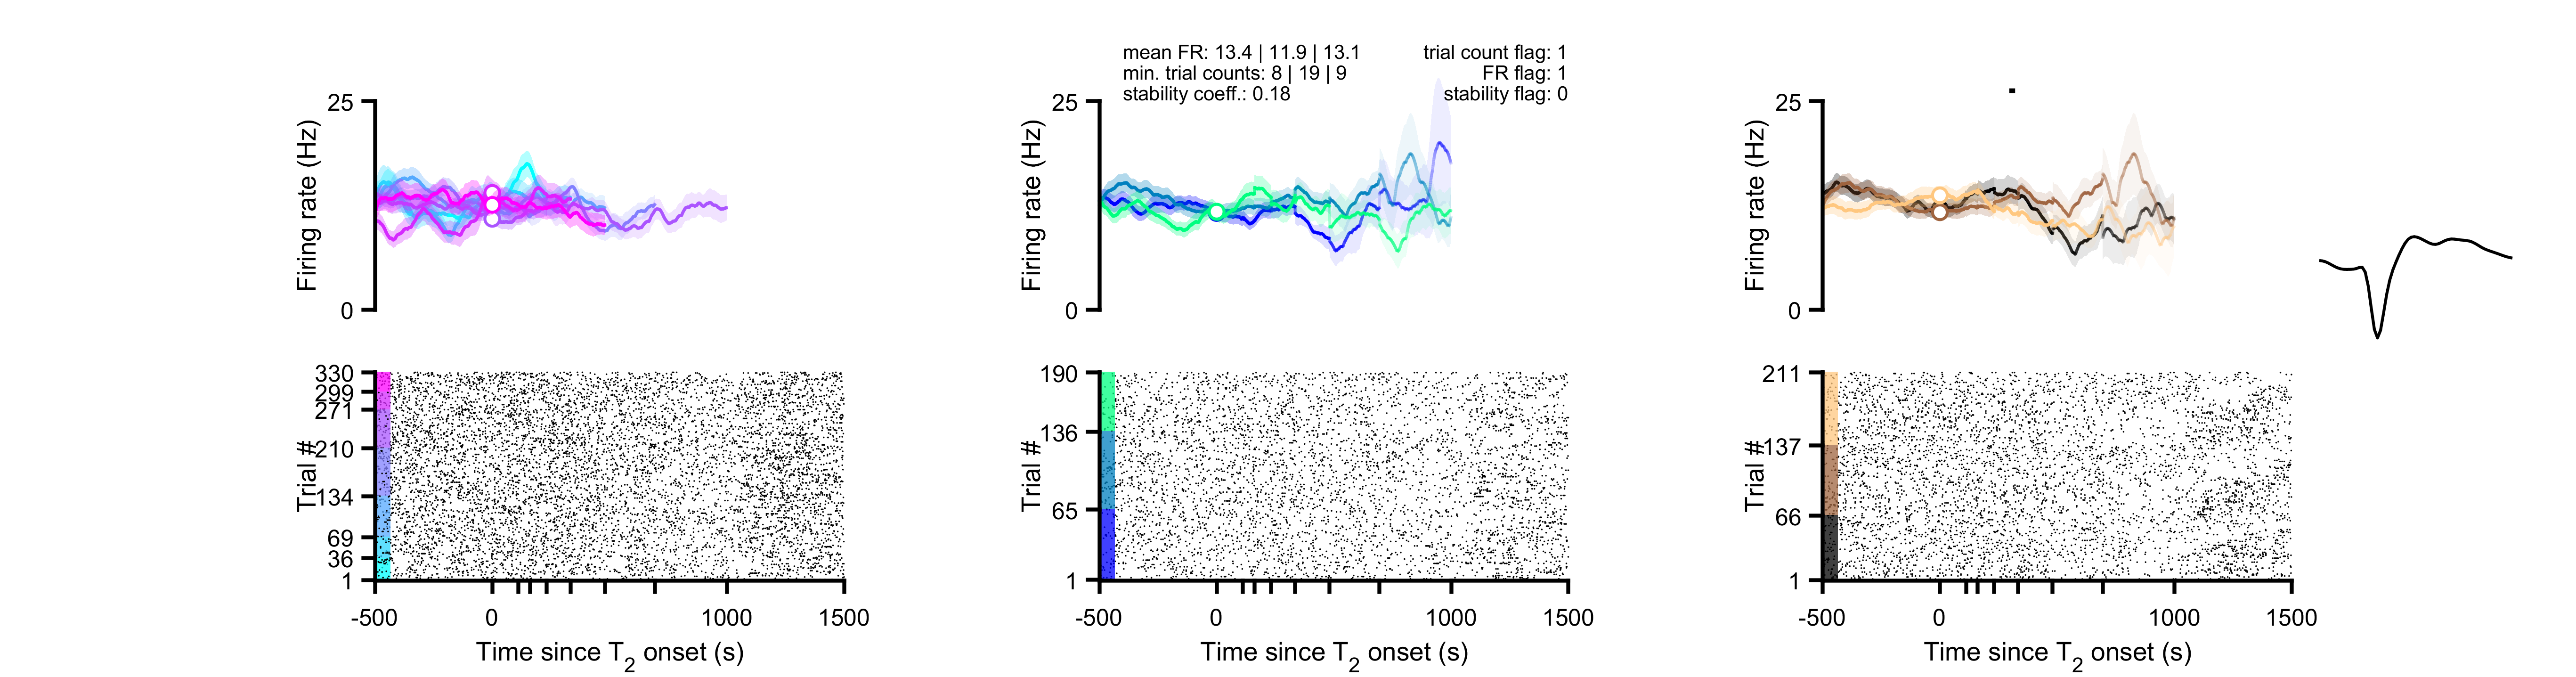 mean FR: 13.4 | 11.9 | 13.1
min. trial counts: 8 | 19 | 9
stability coeff.: 0.18
trial count flag: 1
FR flag: 1
stability flag: 0
25
Firing rate (Hz)
0
25
Firing rate (Hz)
0
25
Firing rate (Hz)
0
330
299
271
210
134
69
36
1
Trial #
-500
0
1000
1500
Time since T2 onset (s)
190
136
65
1
Trial #
-500
0
1000
1500
Time since T2 onset (s)
211
137
66
1
Trial #
-500
0
1000
1500
Time since T2 onset (s)